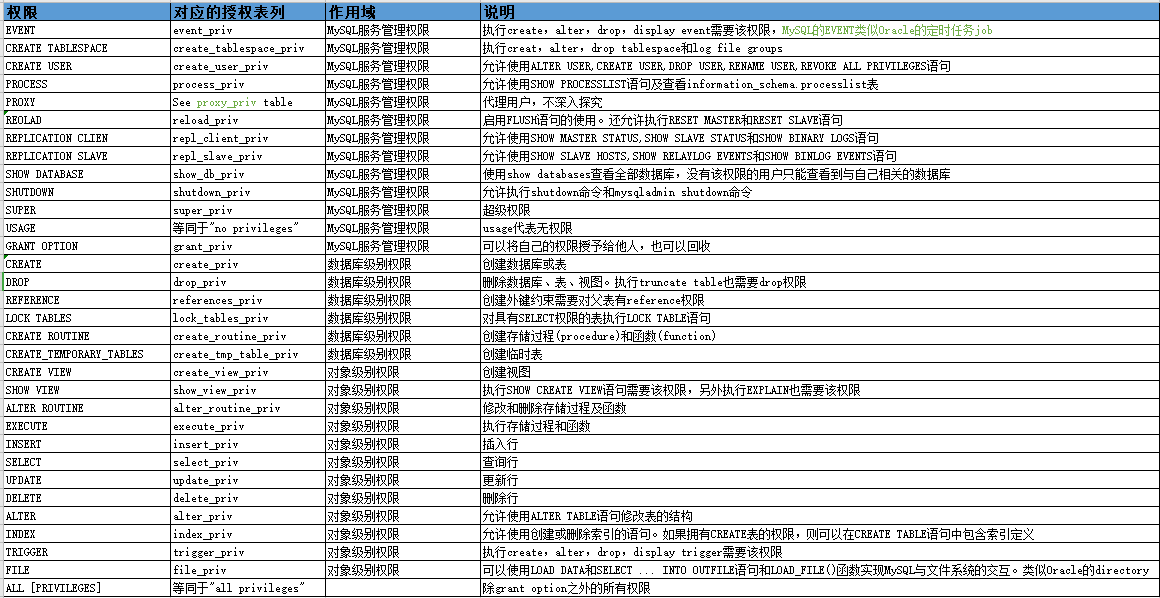 权限 对应的授权表列 作用域 说明
EVENT event_priv MySQL服务管理权限 执行create，alter，drop，display event需要该权限，MySQL的EVENT类似Oracle的定时任务job
CREATE TABLESPACE create_tablespace_priv MySQL服务管理权限 执行creat，alter，drop tablespace和log file groups
CREATE USER create_user_priv MySQL服务管理权限 允许使用ALTER USER,CREATE USER,DROP USER,RENAME USER,REVOKE ALL PRIVILEGES语句
PROCESS process_priv MySQL服务管理权限 允许使用SHOW PROCESSLIST语句及查看information_schema.processlist表
PROXY See proxy_priv table MySQL服务管理权限 代理用户，不深入探究
REOLAD reload_priv MySQL服务管理权限 启用FLUSH语句的使用。还允许执行RESET MASTER和RESET SLAVE语句
REPLICATION CLIEN repl_client_priv MySQL服务管理权限 允许使用SHOW MASTER STATUS,SHOW SLAVE STATUS和SHOW BINARY LOGS语句
REPLICATION SLAVE repl_slave_priv MySQL服务管理权限 允许使用SHOW SLAVE HOSTS,SHOW RELAYLOG EVENTS和SHOW BINLOG EVENTS语句
SHOW DATABASE show_db_priv MySQL服务管理权限 使用show databases查看全部数据库，没有该权限的用户只能查看到与自己相关的数据库
SHUTDOWN shutdown_priv MySQL服务管理权限 允许执行shutdown命令和mysqladmin shutdown命令
SUPER super_priv MySQL服务管理权限 超级权限
USAGE 等同于"no privileges" MySQL服务管理权限 usage代表无权限
GRANT OPTION grant_priv MySQL服务管理权限 可以将自己的权限授予给他人，也可以回收
CREATE create_priv 数据库级别权限 创建数据库或表
DROP drop_priv 数据库级别权限 删除数据库、表、视图。执行truncate table也需要drop权限
REFERENCE references_priv 数据库级别权限 创建外键约束需要对父表有reference权限
LOCK TABLES lock_tables_priv 数据库级别权限 对具有SELECT权限的表执行LOCK TABLE语句
CREATE ROUTINE create_routine_priv 数据库级别权限 创建存储过程(procedure)和函数(function)
CREATE_TEMPORARY_TABLES create_tmp_table_priv 数据库级别权限 创建临时表
CREATE VIEW create_view_priv 对象级别权限 创建视图
SHOW VIEW show_view_priv 对象级别权限 执行SHOW CREATE VIEW语句需要该权限，另外执行EXPLAIN也需要该权限
ALTER ROUTINE alter_routine_priv 对象级别权限 修改和删除存储过程及函数
EXECUTE execute_priv 对象级别权限 执行存储过程和函数
INSERT insert_priv 对象级别权限 插入行
SELECT select_priv 对象级别权限 查询行
UPDATE update_priv 对象级别权限 更新行
DELETE delete_priv 对象级别权限 删除行
ALTER alter_priv 对象级别权限 允许使用ALTER TABLE语句修改表的结构
INDEX index_priv 对象级别权限 允许使用创建或删除索引的语句。如果拥有CREATE表的权限，则可以在CREATE TABLE语句中包含索引定义
TRIGGER trigger_priv 对象级别权限 执行create，alter，drop，display trigger需要该权限
FILE file_priv 对象级别权限 可以使用LOAD DATA和SELECT ... INTO OUTFILE语句和LOAD_FILE()函数实现MySQL与文件系统的交互。类似Oracle的directory
ALL [PRIVILEGES] 等同于"all privileges" 除grant option之外的所有权限